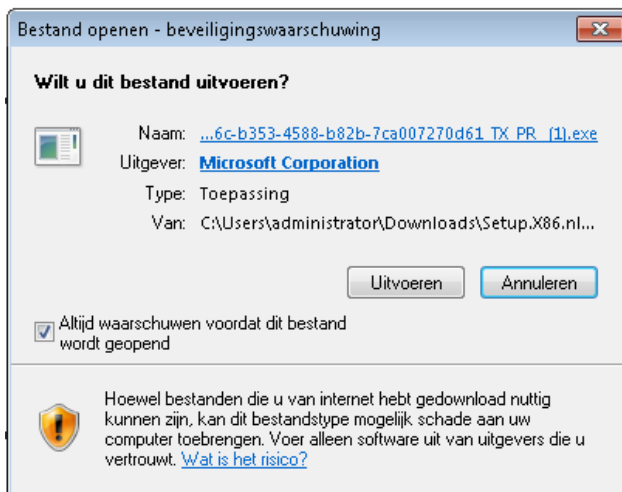 Bestand openen - beveiligingswaarschuwing
Wilt u dit bestand uitvoeren?
Naam: ...6c-b353-4588-b82b-7ca007270d61_TX_PR_(1).exe
Uitgever: Microsoft Corporation
Type: Toepassing
Van: C:\Users\administrator\Downloads\Setup.X86.nl...
Uitvoeren Annuleren
Altijd waarschuwen voordat dit bestand
wordt geopend
Hoewel bestanden die u van internet hebt gedownload nuttig
kunnen zijn, kan dit bestandstype mogelijk schade aan uw
computer toebrengen. Voer alleen software uit van uitgevers die u
vertrouwt. Wat is het risico?